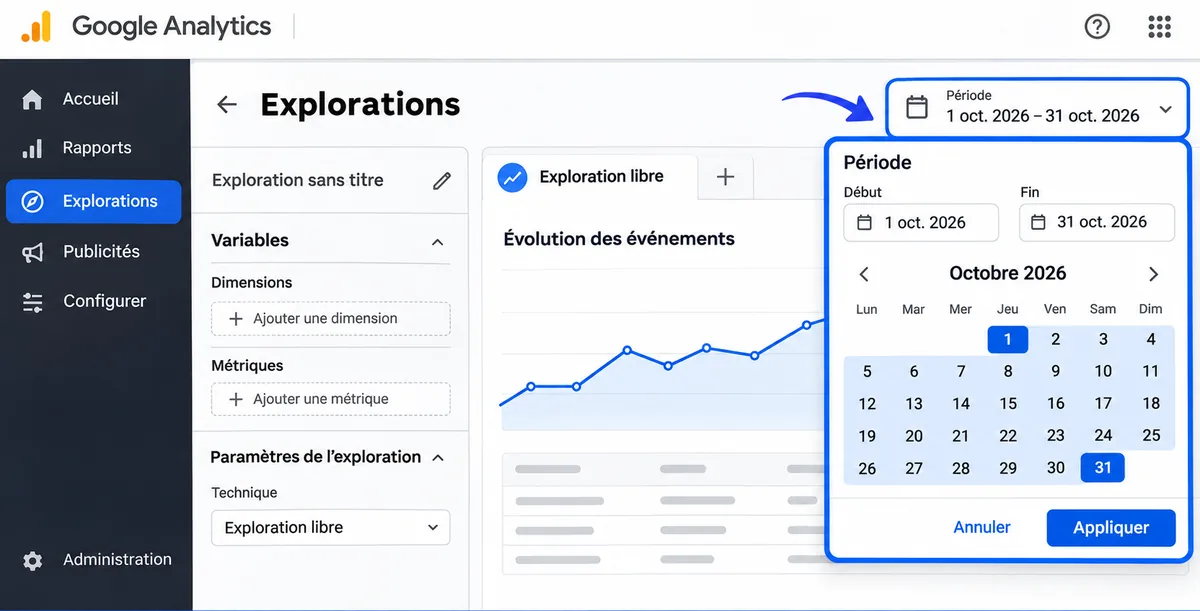 Google Analytics
Accueil
Rapports
Explorations
Publicités
Configurer
Administration
Explorations
Exploration sans titre
Variables
Dimensions
Ajouter une dimension
Métriques
Ajouter une métrique
Paramètres de l'exploration
Technique
Exploration libre
Exploration libre
Évolution des événements
Période
1 oct. 2026 – 31 oct. 2026
Période
Début Fin
1 oct. 2026 31 oct. 2026
Octobre 2026
Lun Mar Mer Jeu Ven Sam Dim
1 2 3 4
5 6 7 8 9 10 11
12 13 14 15 16 17 18
19 20 21 22 23 24 25
26 27 28 29 30 31
Annuler Appliquer